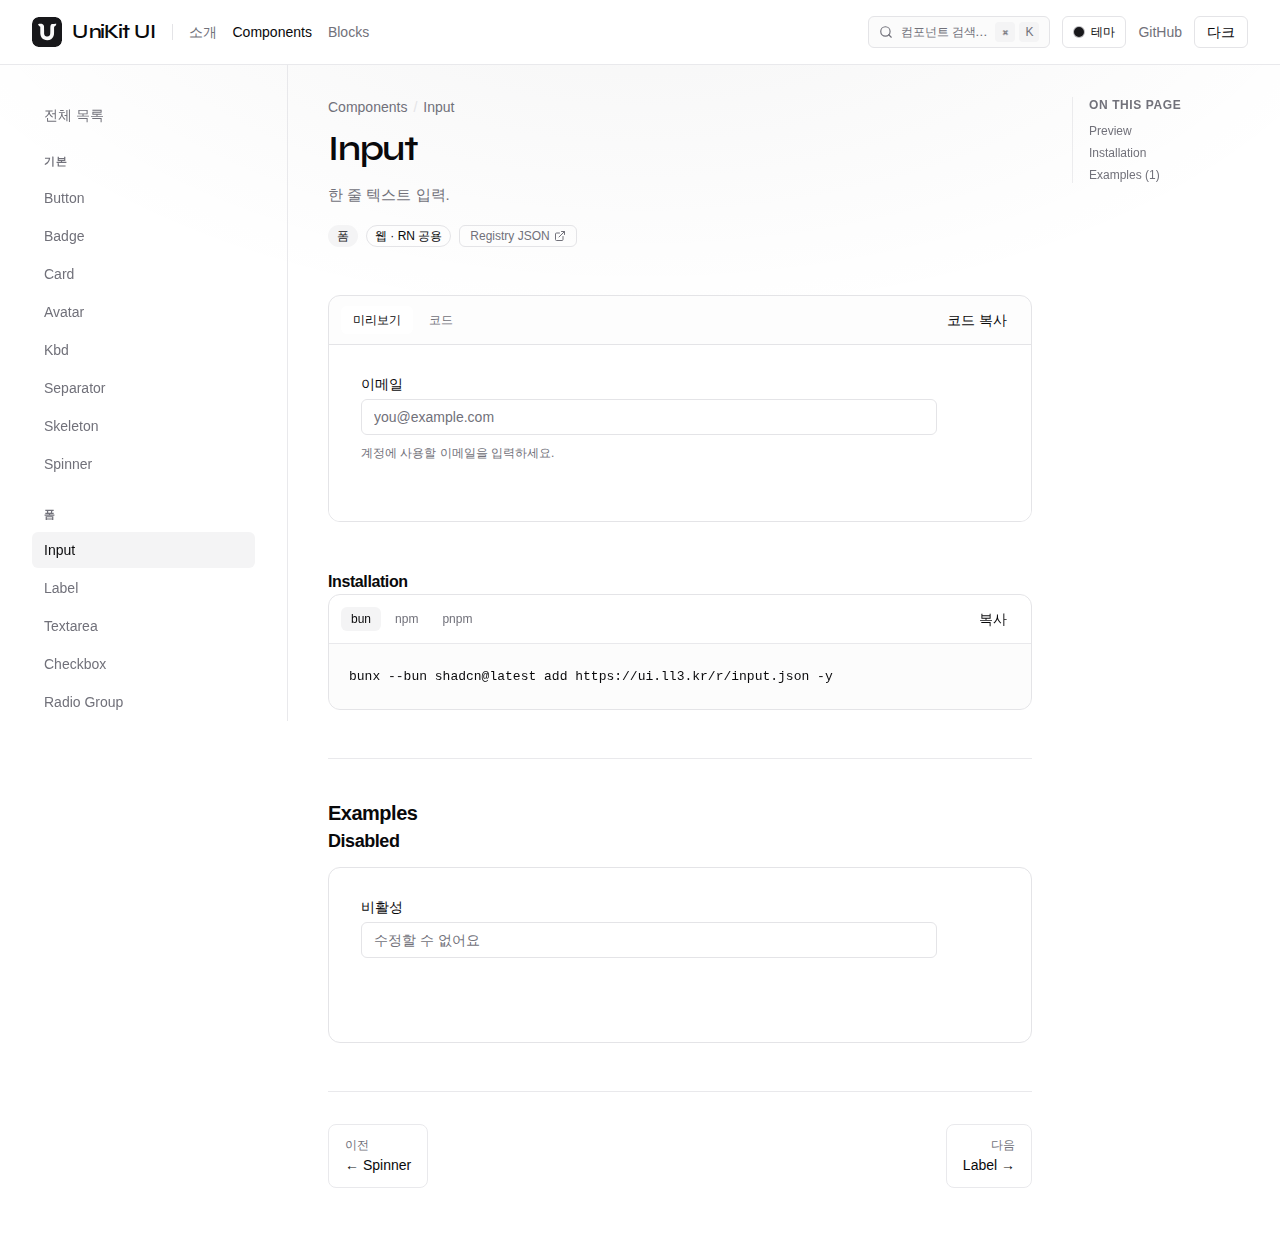 UniKit UI
소개
Components
Blocks
컴포넌트 검색...
⌘
K
테마
GitHub
다크
전체 목록
기본
Button
Badge
Card
Avatar
Kbd
Separator
Skeleton
Spinner
폼
Input
Label
Textarea
Checkbox
Radio Group
Components / Input
Input
한 줄 텍스트 입력.
폼
웹 · RN 공용
Registry JSON
미리보기
코드
코드 복사
이메일
you@example.com
계정에 사용할 이메일을 입력하세요.
Installation
bun
npm
pnpm
복사
bunx --bun shadcn@latest add https://ui.ll3.kr/r/input.json -y
Examples
Disabled
비활성
수정할 수 없어요
이전
← Spinner
다음
Label →
ON THIS PAGE
Preview
Installation
Examples (1)